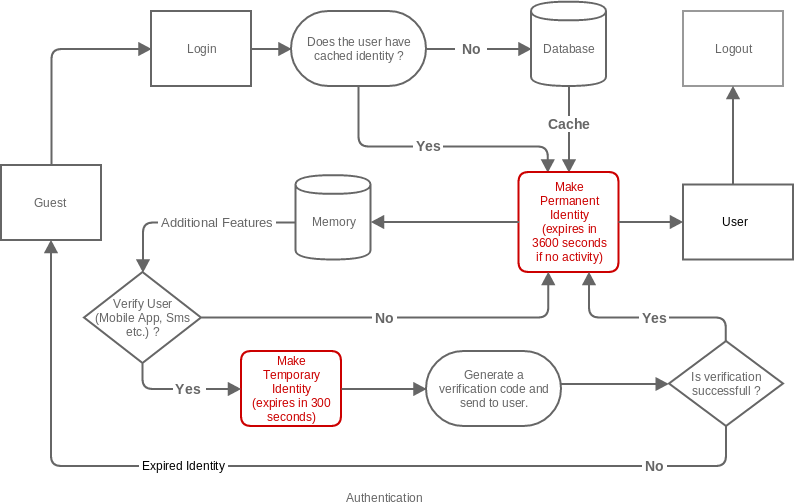 Login
Does the user have
cached identity ?
No
Database
Logout
Cache
Yes
Guest
Additional Features
Memory
Make
Permanent
Identity
(expires in
3600 seconds
if no activity)
User
Verify User
(Mobile App, Sms
etc.) ?
No
Yes
Yes
Make
Temporary
Identity
(expires in 300
seconds)
Generate a
verification code and
send to user.
Is verification
successfull ?
Expired Identity
No
Authentication